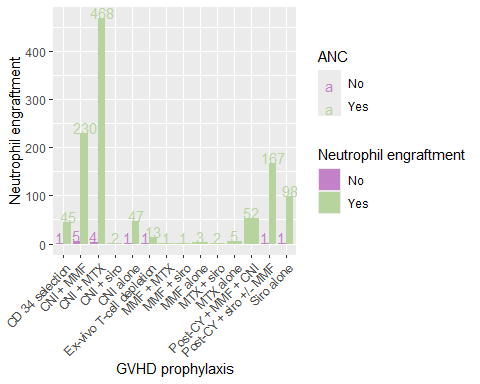 Neutrophil engraftment
400
300
200
100
0
1 45
5 230
4 468
2
1 47
1 13
1
1
3
2
5
52
1 167
1 98
CD 34 selection
CNI + MMF
CNI + MTX
CNI + siro
CNI alone
Ex-vivo T-cell depletion
MMF + MTX
MMF + siro
MMF alone
MTX + siro
MTX alone
Post-CY + MMF + CNI
Post-CY + siro +/- MMF
Siro alone
GVHD prophylaxis
ANC
a No
a Yes
Neutrophil engraftment
No
Yes